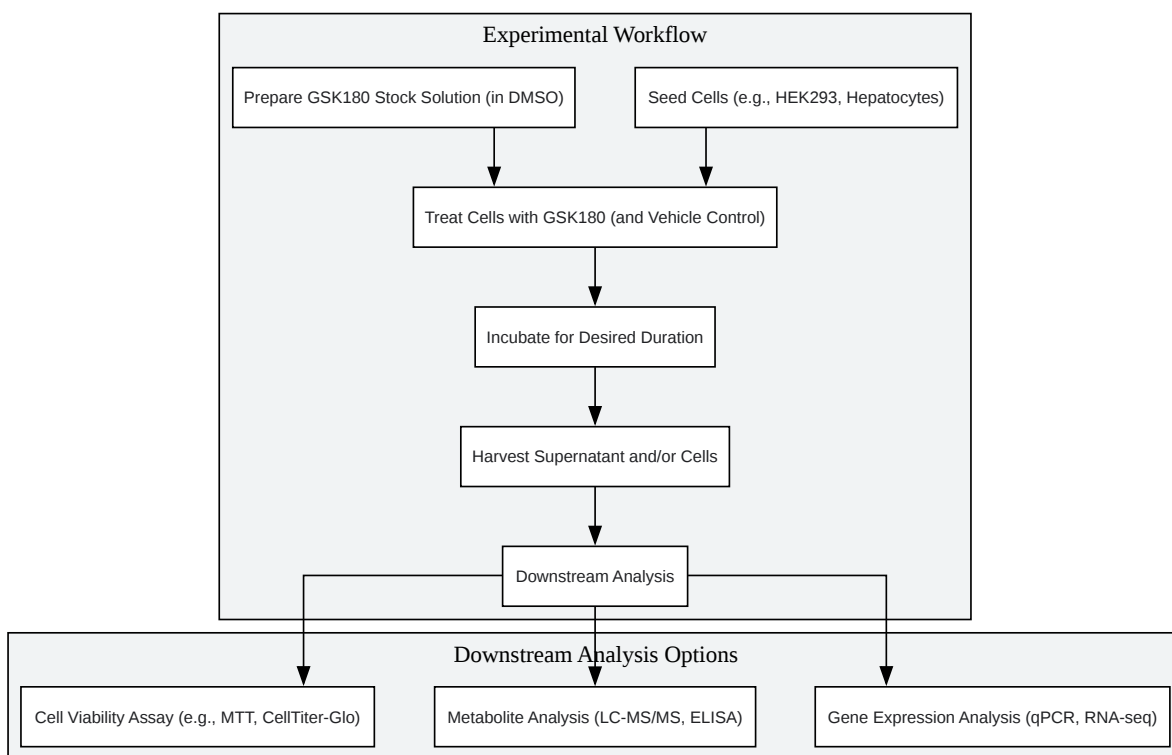 Experimental Workflow
Prepare GSK180 Stock Solution (in DMSO)
Seed Cells (e.g., HEK293, Hepatocytes)
Treat Cells with GSK180 (and Vehicle Control)
Incubate for Desired Duration
Harvest Supernatant and/or Cells
Downstream Analysis
Downstream Analysis Options
Cell Viability Assay (e.g., MTT, CellTiter-Glo)
Metabolite Analysis (LC-MS/MS, ELISA)
Gene Expression Analysis (qPCR, RNA-seq)